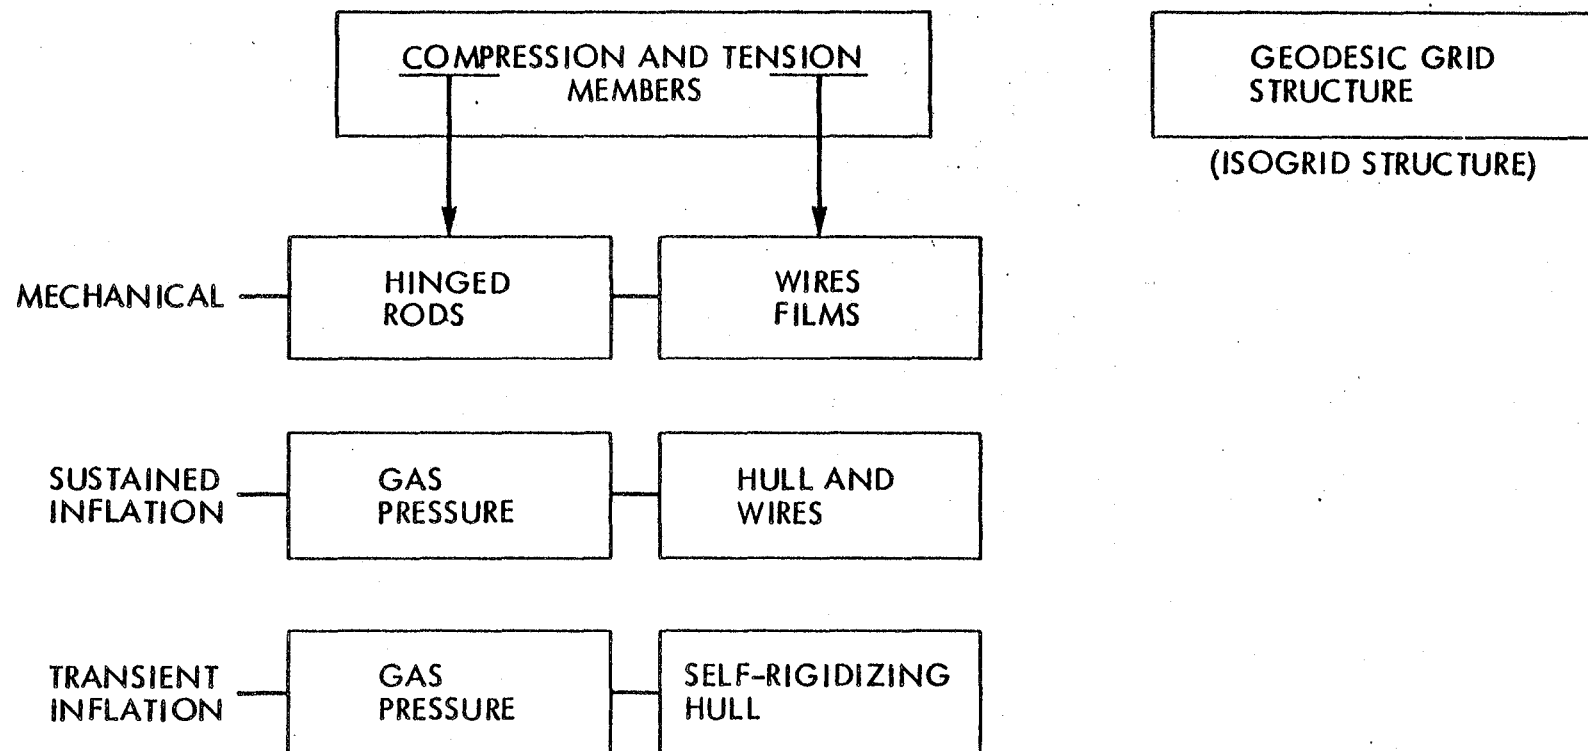 COMPRESSION AND TENSION
MEMBERS
GEODESIC GRID
STRUCTURE
(ISOGRID STRUCTURE)
MECHANICAL
HINGED
RODS
WIRES
FILMS
SUSTAINED
INFLATION
GAS
PRESSURE
HULL AND
WIRES
TRANSIENT
INFLATION
GAS
PRESSURE
SELF-RIGIDIZING
HULL